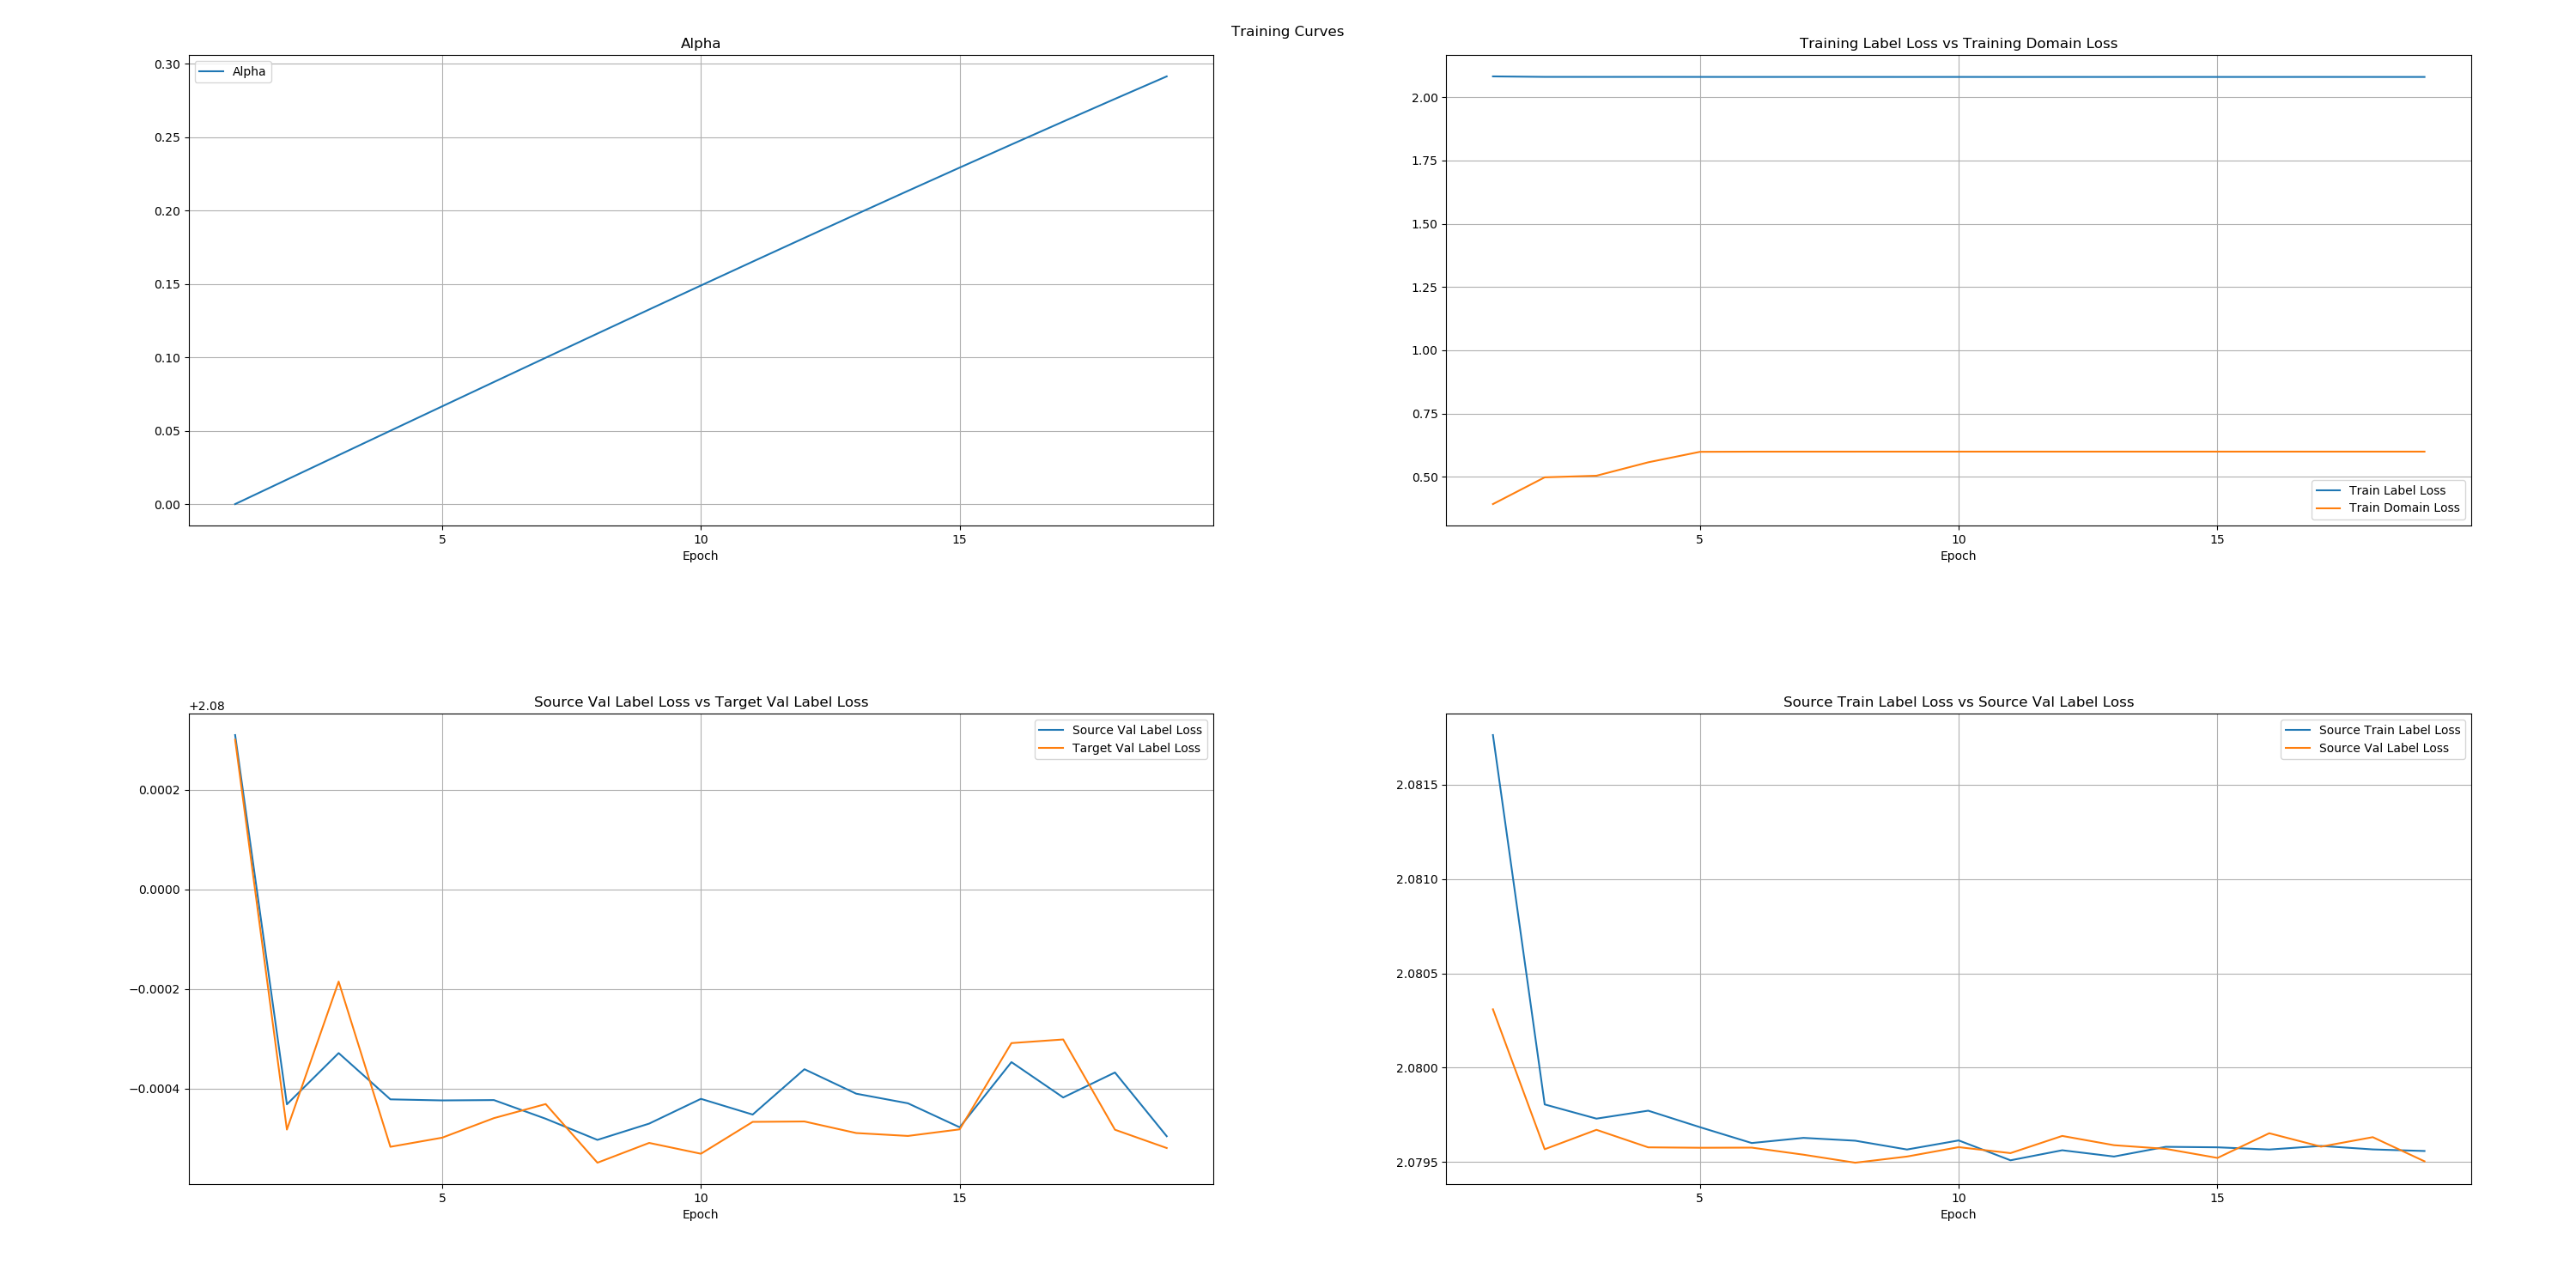 Training Curves
Alpha
Alpha
0.30
0.25
0.20
0.15
0.10
0.05
0.00
5 10 15
Epoch
Training Label Loss vs Training Domain Loss
2.00
1.75
1.50
1.25
1.00
0.75
0.50
Train Label Loss
Train Domain Loss
5 10 15
Epoch
Source Val Label Loss vs Target Val Label Loss
+2.08
Source Val Label Loss
Target Val Label Loss
0.0002
0.0000
−0.0002
−0.0004
5 10 15
Epoch
Source Train Label Loss vs Source Val Label Loss
Source Train Label Loss
Source Val Label Loss
2.0815
2.0810
2.0805
2.0800
2.0795
5 10 15
Epoch